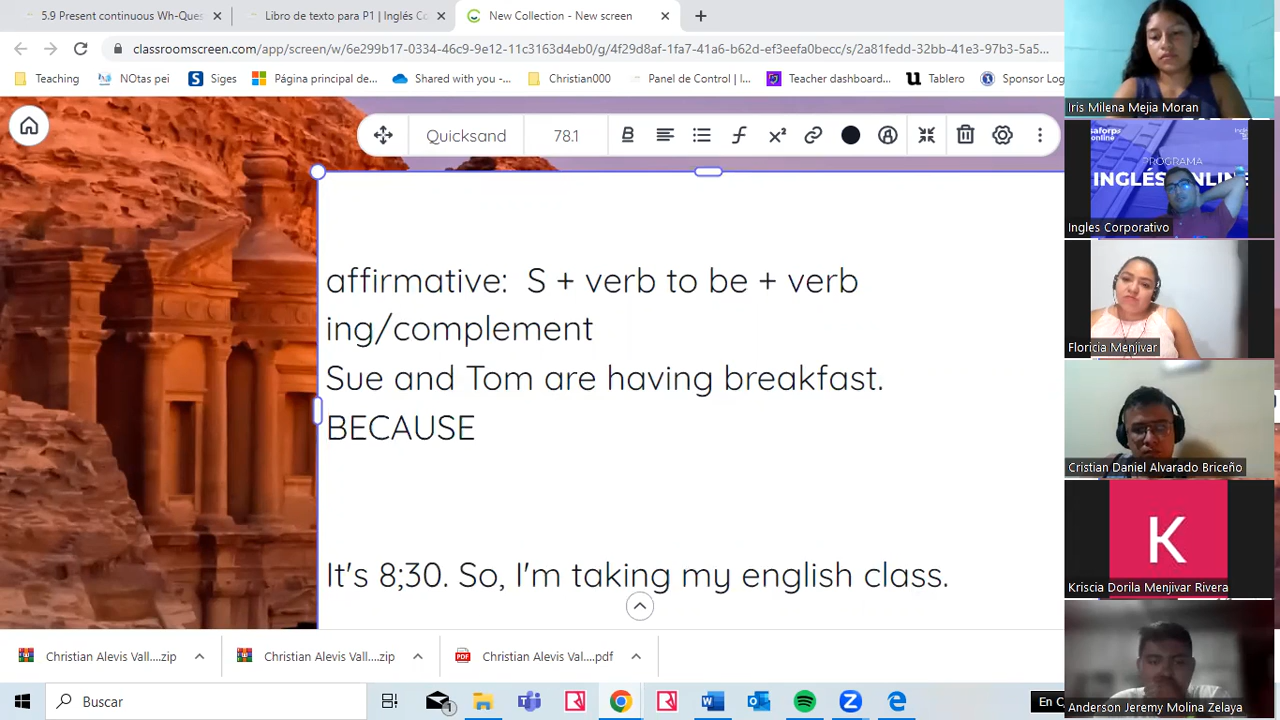 5.9 Present continuous Wh-Ques
Libro de texto para P1 | Inglés Co
New Collection - New screen
classroomscreen.com/app/screen/w/6e299b17-0334-46c9-b5e12-11c3163d4eb0/g/4f29d8af-1fa7-41a6-b62d-ef3eefa0becc/s/2a81fe9d-32bb-41e3-97b3-5a5...
Teaching
NOtas pei
Siges
Página principal de...
Shared with you -...
Christian000
Panel de Control | I...
Teacher dashboard...
Tablero
Sponsor Log
Quicksand
78.1
affirmative: S + verb to be + verb
ing/complement
Sue and Tom are having breakfast.
BECAUSE
It's 8;30. So, I'm taking my english class.
Iris Milena Mejia Moran
PROGRAMA
INGLÉS ONLINE
Ingles Corporativo
Floricia Menjivar
Cristian Daniel Alvarado Briceño
K
Kriscia Dorila Menjivar Rivera
Anderson Jeremy Molina Zelaya
Christian Alevis Vall....zip
Christian Alevis Vall....zip
Christian Alevis Val....pdf
Buscar